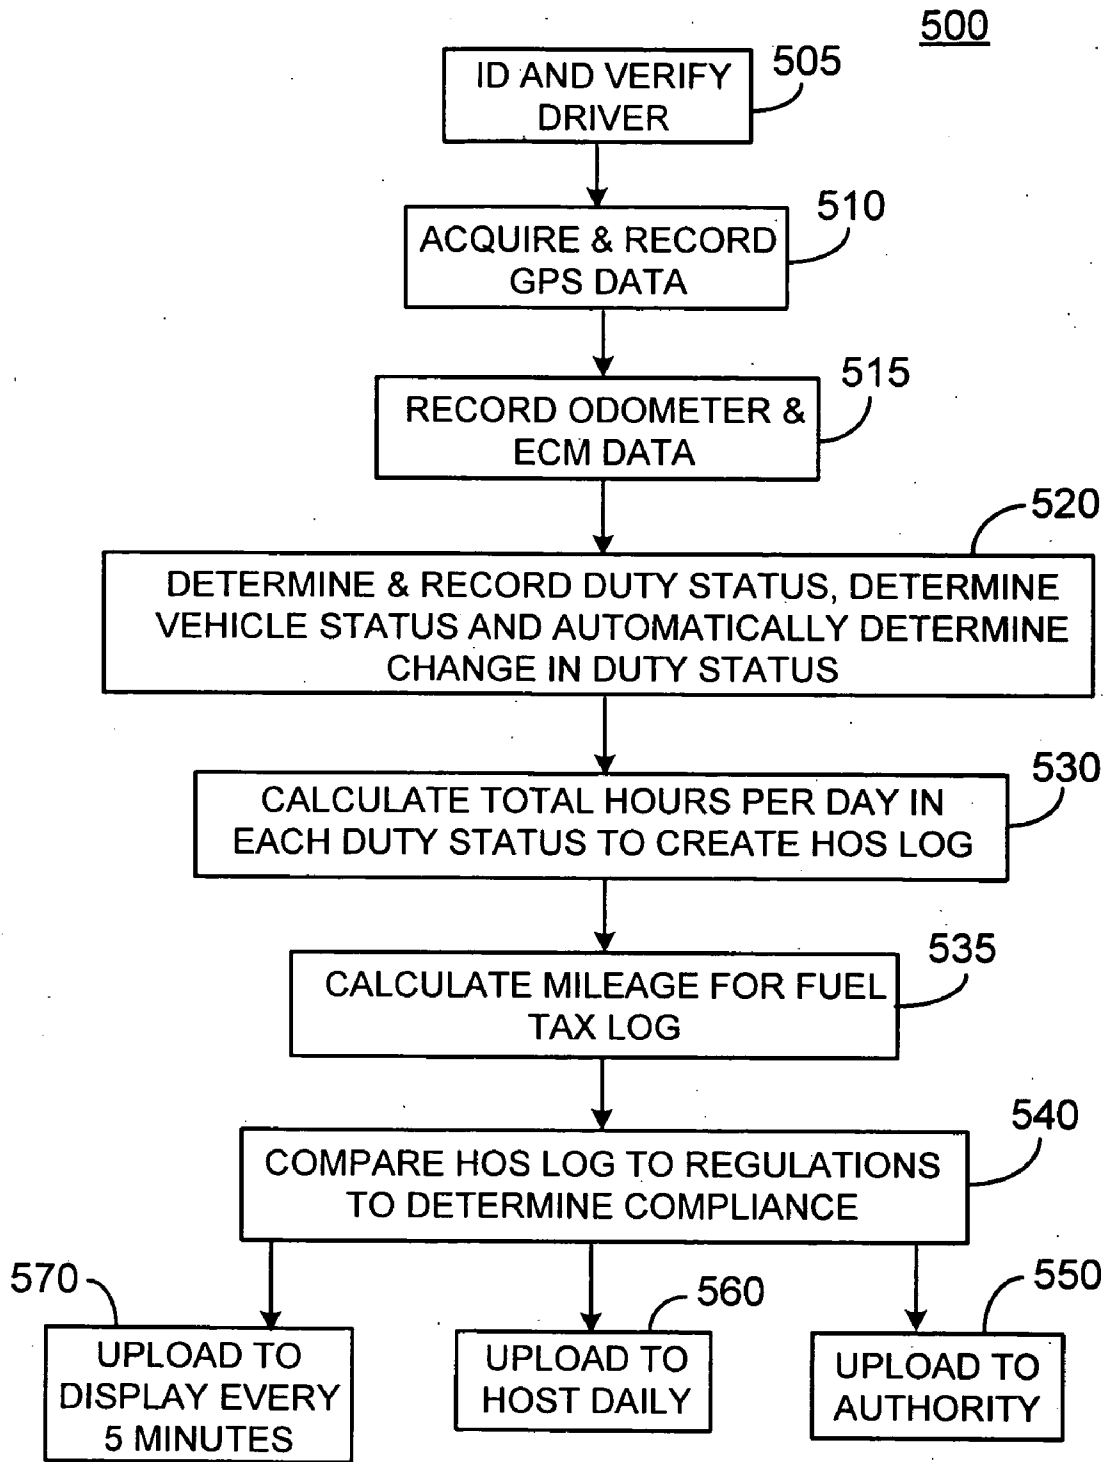 500
505
ID AND VERIFY
DRIVER
510
ACQUIRE & RECORD
GPS DATA
515
RECORD ODOMETER &
ECM DATA
520
DETERMINE & RECORD DUTY STATUS, DETERMINE
VEHICLE STATUS AND AUTOMATICALLY DETERMINE
CHANGE IN DUTY STATUS
530
CALCULATE TOTAL HOURS PER DAY IN
EACH DUTY STATUS TO CREATE HOS LOG
535
CALCULATE MILEAGE FOR FUEL
TAX LOG
540
COMPARE HOS LOG TO REGULATIONS
TO DETERMINE COMPLIANCE
570
UPLOAD TO
DISPLAY EVERY
5 MINUTES
560
UPLOAD TO
HOST DAILY
550
UPLOAD TO
AUTHORITY